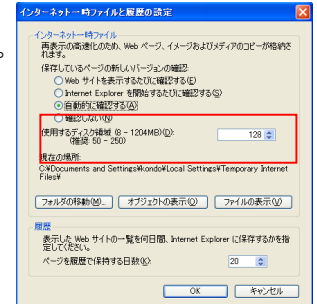 インターネット一時ファイルと履歴の設定
インターネット一時ファイル
再表示の高速化のため、Web ページ、イメージおよびメディアのコピーが格納さ
れます。
。
保存しているページの新しいバージョンの確認:
Web サイトを表示するたびに確認する(E)
Internet Explorer を開始するたびに確認する(S)
自動的に確認する(A)
確認しない(N)
使用するディスク領域 (8 - 1204MB)(D):
128
(推奨: 50 - 250)
現在の場所:
C:¥Documents and Settings¥kondo¥Local Settings¥Temporary Internet
Files¥
フォルダの移動(M)... オブジェクトの表示(O) ファイルの表示(V)
履歴
表示した Web サイトの一覧を何日間、Internet Explorer に保存するかを指
定してください。
ページを履歴で保持する日数(K):
20
OK キャンセル